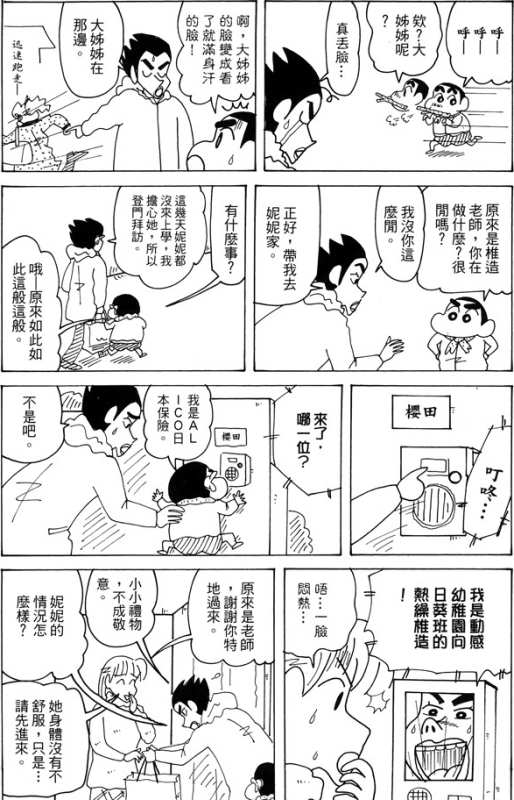 呼—
呼—
呼—
欸?大
姊姊呢
?
真丟臉…
啊，大姊姊
的臉變成看
了就滿身汗
的臉!
大姊姊在
那邊。
迅速跑走—
原來是椎造
老師，你在
做什麼?很
閒嗎?
我沒你這
麼閒。
正好，帶我去
妮妮家。
有什麼事?
這幾天妮妮都
沒來上學，我
擔心她，所以
登門拜訪。
哦—原來如此如
此這般這般。
櫻田
叮咚…
來了，
哪一位?
櫻田
我是AL
ICO日
本保險。
不是吧。
我是動感
幼稚園向
日葵班的
熱繰椎造
!
唔…一臉
悶熱…
原來是老師
，謝謝你特
地過來。
小小禮物
，不成敬
意。
妮妮的
情況怎
麼樣?
她身體沒有不
舒服，只是…
請先進來。